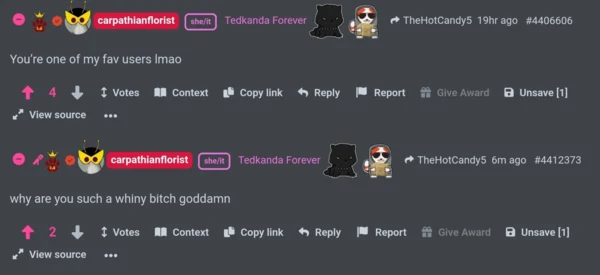 carpathianflorist she/it Tedkanda Forever TheHotCandy5 19hr ago #4406606
You're one of my fav users lmao
4 Votes Context Copy link Reply Report Give Award Unsave [1]
View source •••
carpathianflorist she/it Tedkanda Forever TheHotCandy5 6m ago #4412373
why are you such a whiny bitch goddamn
2 Votes Context Copy link Reply Report Give Award Unsave [1]
View source •••